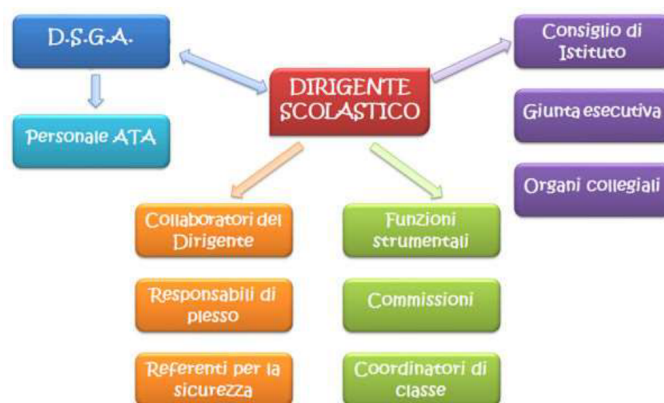 D.S.G.A.
Personale ATA
DIRIGENTE
SCOLASTICO
Consiglio di
Istituto
Giunta esecutiva
Organi collegiali
Collaboratori del
Dirigente
Responsabili di
plesso
Referenti per la
sicurezza
Funzioni
strumentali
Commissioni
Coordinatori di
classe